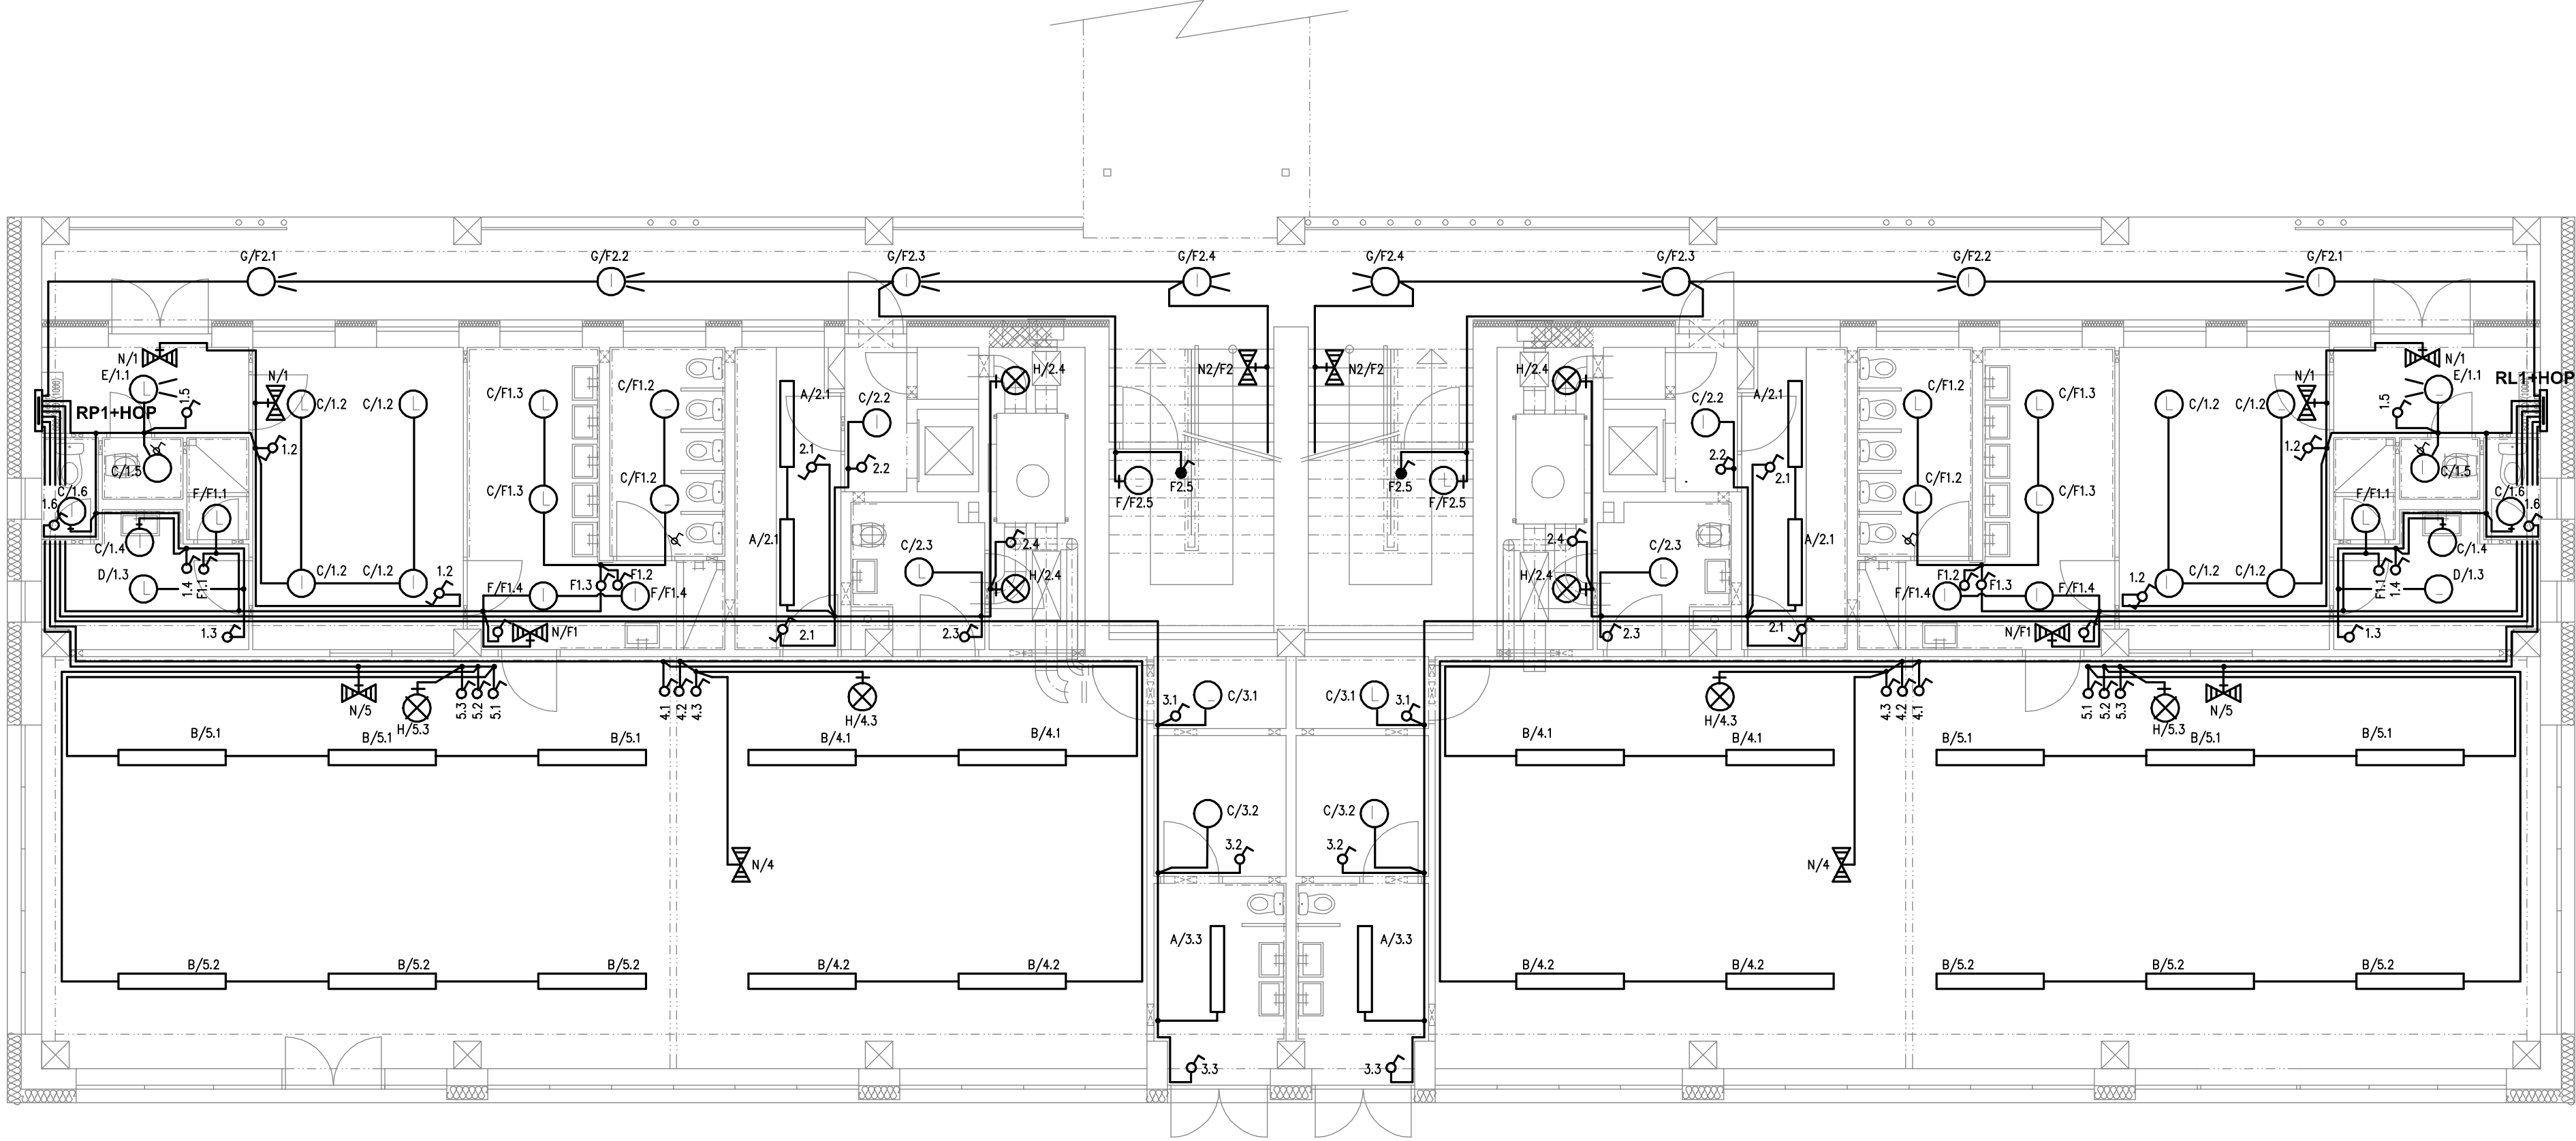 G/F2.1 G/F2.2 G/F2.3 G/F2.4 G/F2.4 G/F2.3 G/F2.2 G/F2.1
N/1 N2/F2 N2/F2 N/1
E/1.1 N/1 H/2.4 H/2.4 N/1 E/1.1
RP1+HOP RL1+HOP
1.5 C/1.2 C/1.2 C/F1.3 C/F1.2 A/2.1 C/2.2 C/2.2 A/2.1 C/F1.2 C/F1.3 C/1.2 C/1.2 1.5
1.2 2.1 2.2 2.2 2.1 1.2
C/1.5 C/F1.3 C/F1.2 C/F1.2 C/F1.3 C/1.5
C/1.6 F/F1.1 F/F2.5 F2.5 F2.5 F/F2.5 F/F1.1 C/1.6
1.6 1.6
C/1.4 A/2.1 C/2.3 2.4 2.4 C/2.3 A/2.1 C/1.4
D/1.3 1.4 F1.1 C/1.2 C/1.2 1.2 F1.3 F1.2 H/2.4 H/2.4 F1.2 F1.3 1.2 C/1.2 C/1.2 F1.1 1.4 D/1.3
F/F1.4 F/F1.4 F/F1.4 F/F1.4
1.3 N/F1 2.1 2.3 2.3 2.1 N/F1 1.3
N/5 H/5.3 5.3 5.2 5.1 4.1 4.2 4.3 H/4.3 3.1 C/3.1 C/3.1 3.1 H/4.3 4.3 4.2 4.1 5.1 5.2 5.3 H/5.3 N/5
B/5.1 B/5.1 B/5.1 B/4.1 B/4.1 B/4.1 B/4.1 B/5.1 B/5.1 B/5.1
C/3.2 C/3.2
3.2 3.2
N/4 N/4
A/3.3 A/3.3
B/5.2 B/5.2 B/5.2 B/4.2 B/4.2 B/4.2 B/4.2 B/5.2 B/5.2 B/5.2
3.3 3.3